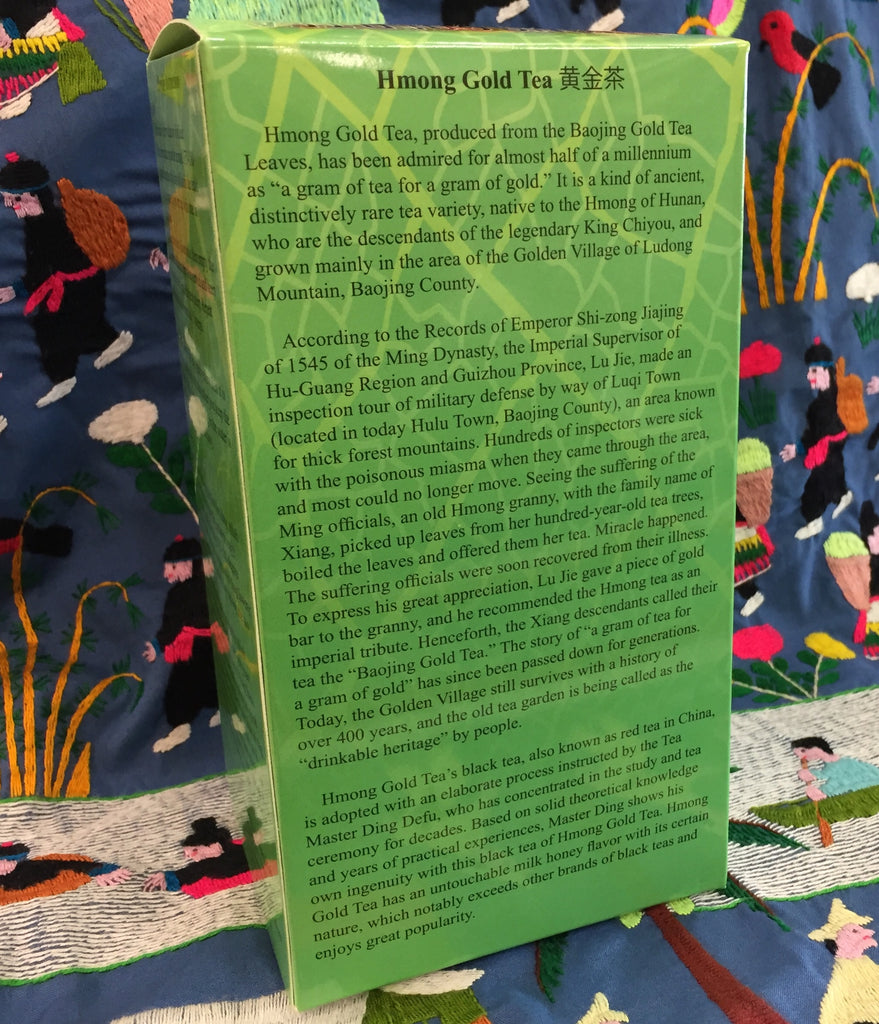 Hmong Gold Tea 黄金茶
Hmong Gold Tea, produced from the Baojing Gold Tea
Leaves, has been admired for almost half of a millennium
as “a gram of tea for a gram of gold.” It is a kind of ancient,
distinctively rare tea variety, native to the Hmong of Hunan,
who are the descendants of the legendary King Chiyou, and
grown mainly in the area of the Golden Village of Ludong
Mountain, Baojing County.
According to the Records of Emperor Shi-zong Jiajing
of 1545 of the Ming Dynasty, the Imperial Supervisor of
Hu-Guang Region and Guizhou Province, Lu Jie, made an
inspection tour of military defense by way of Luqi Town
(located in today Hulu Town, Baojing County), an area known
for thick forest mountains. Hundreds of inspectors were sick
with the poisonous miasma when they came through the area,
and most could no longer move. Seeing the suffering of the
Ming officials, an old Hmong granny, with the family name of
Xiang, picked up leaves from her hundred-year-old tea trees,
boiled the leaves and offered them her tea. Miracle happened.
The suffering officials were soon recovered from their illness.
To express his great appreciation, Lu Jie gave a piece of gold
bar to the granny, and he recommended the Hmong tea as an
imperial tribute. Henceforth, the Xiang descendants called their
tea the “Baojing Gold Tea.” The story of “a gram of tea for
a gram of gold” has since been passed down for generations.
Today, the Golden Village still survives with a history of
over 400 years, and the old tea garden is being called as the
“drinkable heritage” by people.
Hmong Gold Tea’s black tea, also known as red tea in China,
is adopted with an elaborate process instructed by the Tea
Master Ding Defu, who has concentrated in the study and tea
ceremony for decades. Based on solid theoretical knowledge
and years of practical experiences, Master Ding shows his
own ingenuity with this black tea of Hmong Gold Tea. Hmong
Gold Tea has an untouchable milk honey flavor with its certain
nature, which notably exceeds other brands of black teas and
enjoys great popularity.